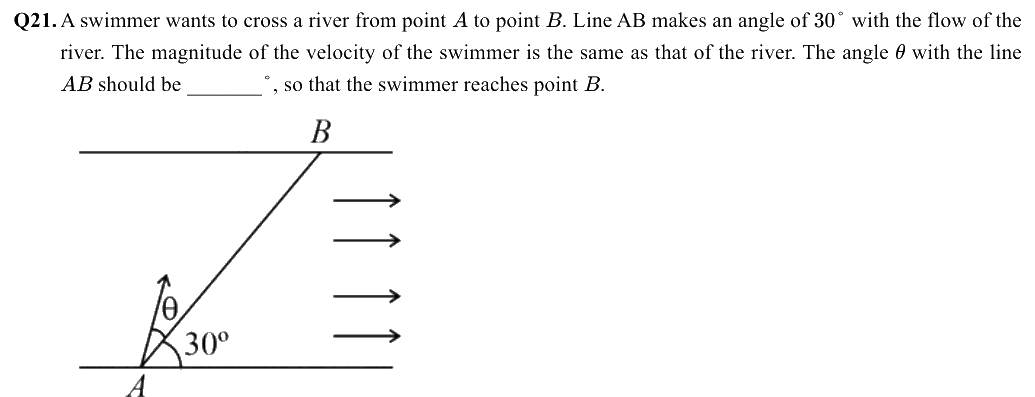 Q21. A swimmer wants to cross a river from point A to point B. Line AB makes an angle of 30° with the flow of the
river. The magnitude of the velocity of the swimmer is the same as that of the river. The angle θ with the line
AB should be _______°, so that the swimmer reaches point B.
B
θ
30°
A